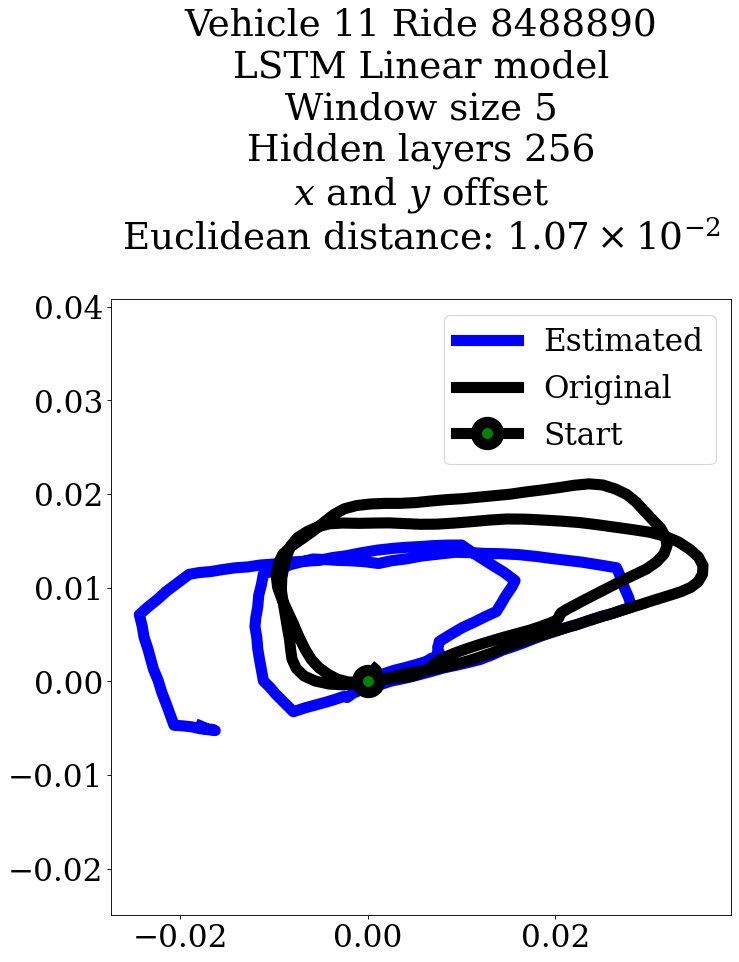 Vehicle 11 Ride 8488890
LSTM Linear model
Window size 5
Hidden layers 256
x and y offset
Euclidean distance: 1.07 × 10⁻²
Estimated
Original
Start
0.04
0.03
0.02
0.01
0.00
−0.01
−0.02
−0.02 0.00 0.02